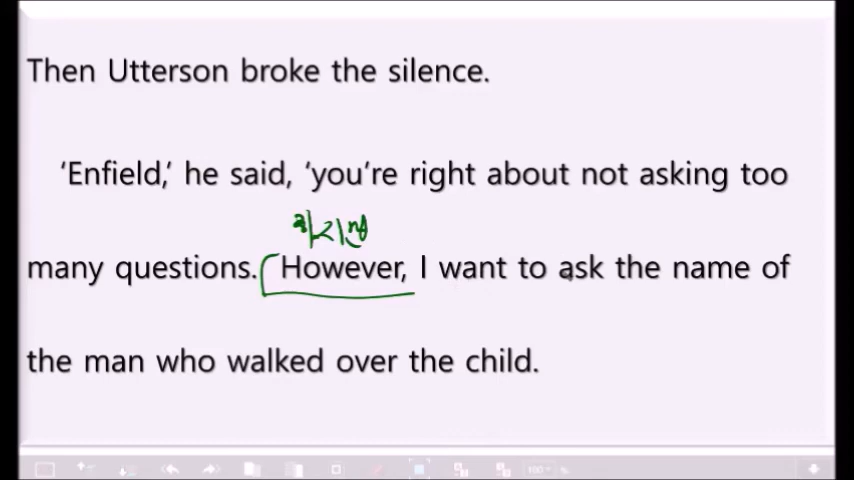 Then Utterson broke the silence.
‘Enfield,’ he said, ‘you’re right about not asking too
하지만
many questions. However, I want to ask the name of
the man who walked over the child.